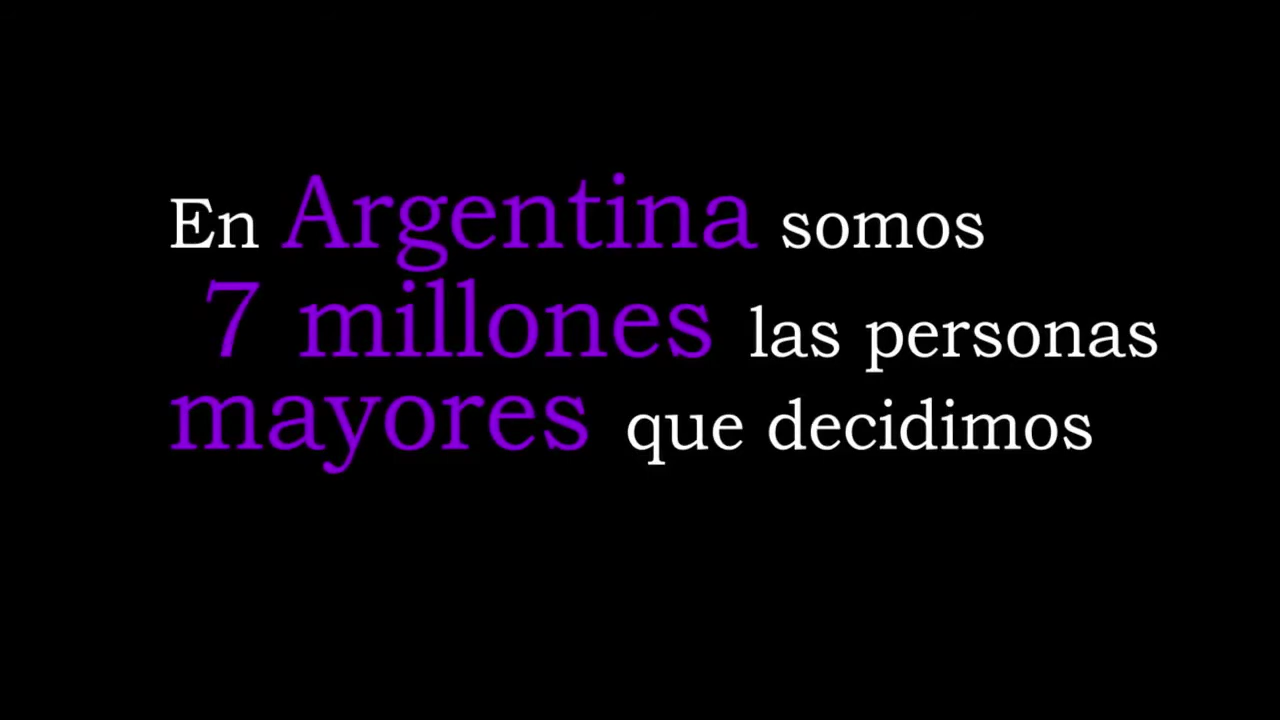 En Argentina somos
7 millones las personas
mayores que decidimos